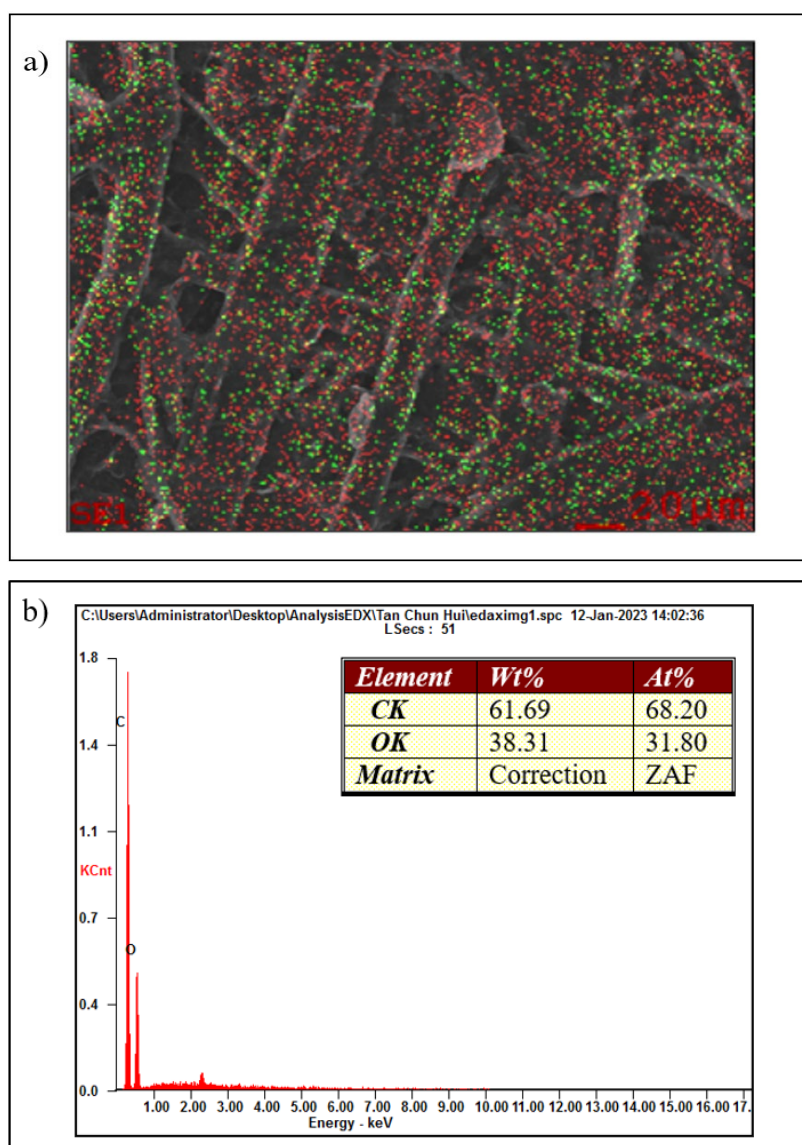 a)
SE1
20 µm
b)
C:\Users\Administrator\Desktop\AnalysisEDX\Tan Chun Hui\edaximg1.spc 12-Jan-2023 14:02:36
LSecs : 51
Element Wt% At%
CK 61.69 68.20
OK 38.31 31.80
Matrix Correction ZAF
1.8
C
1.4
1.1
KCnt
0.7
O
0.4
0.0
1.00 2.00 3.00 4.00 5.00 6.00 7.00 8.00 9.00 10.00 11.00 12.00 13.00 14.00 15.00 16.00 17.
Energy - keV